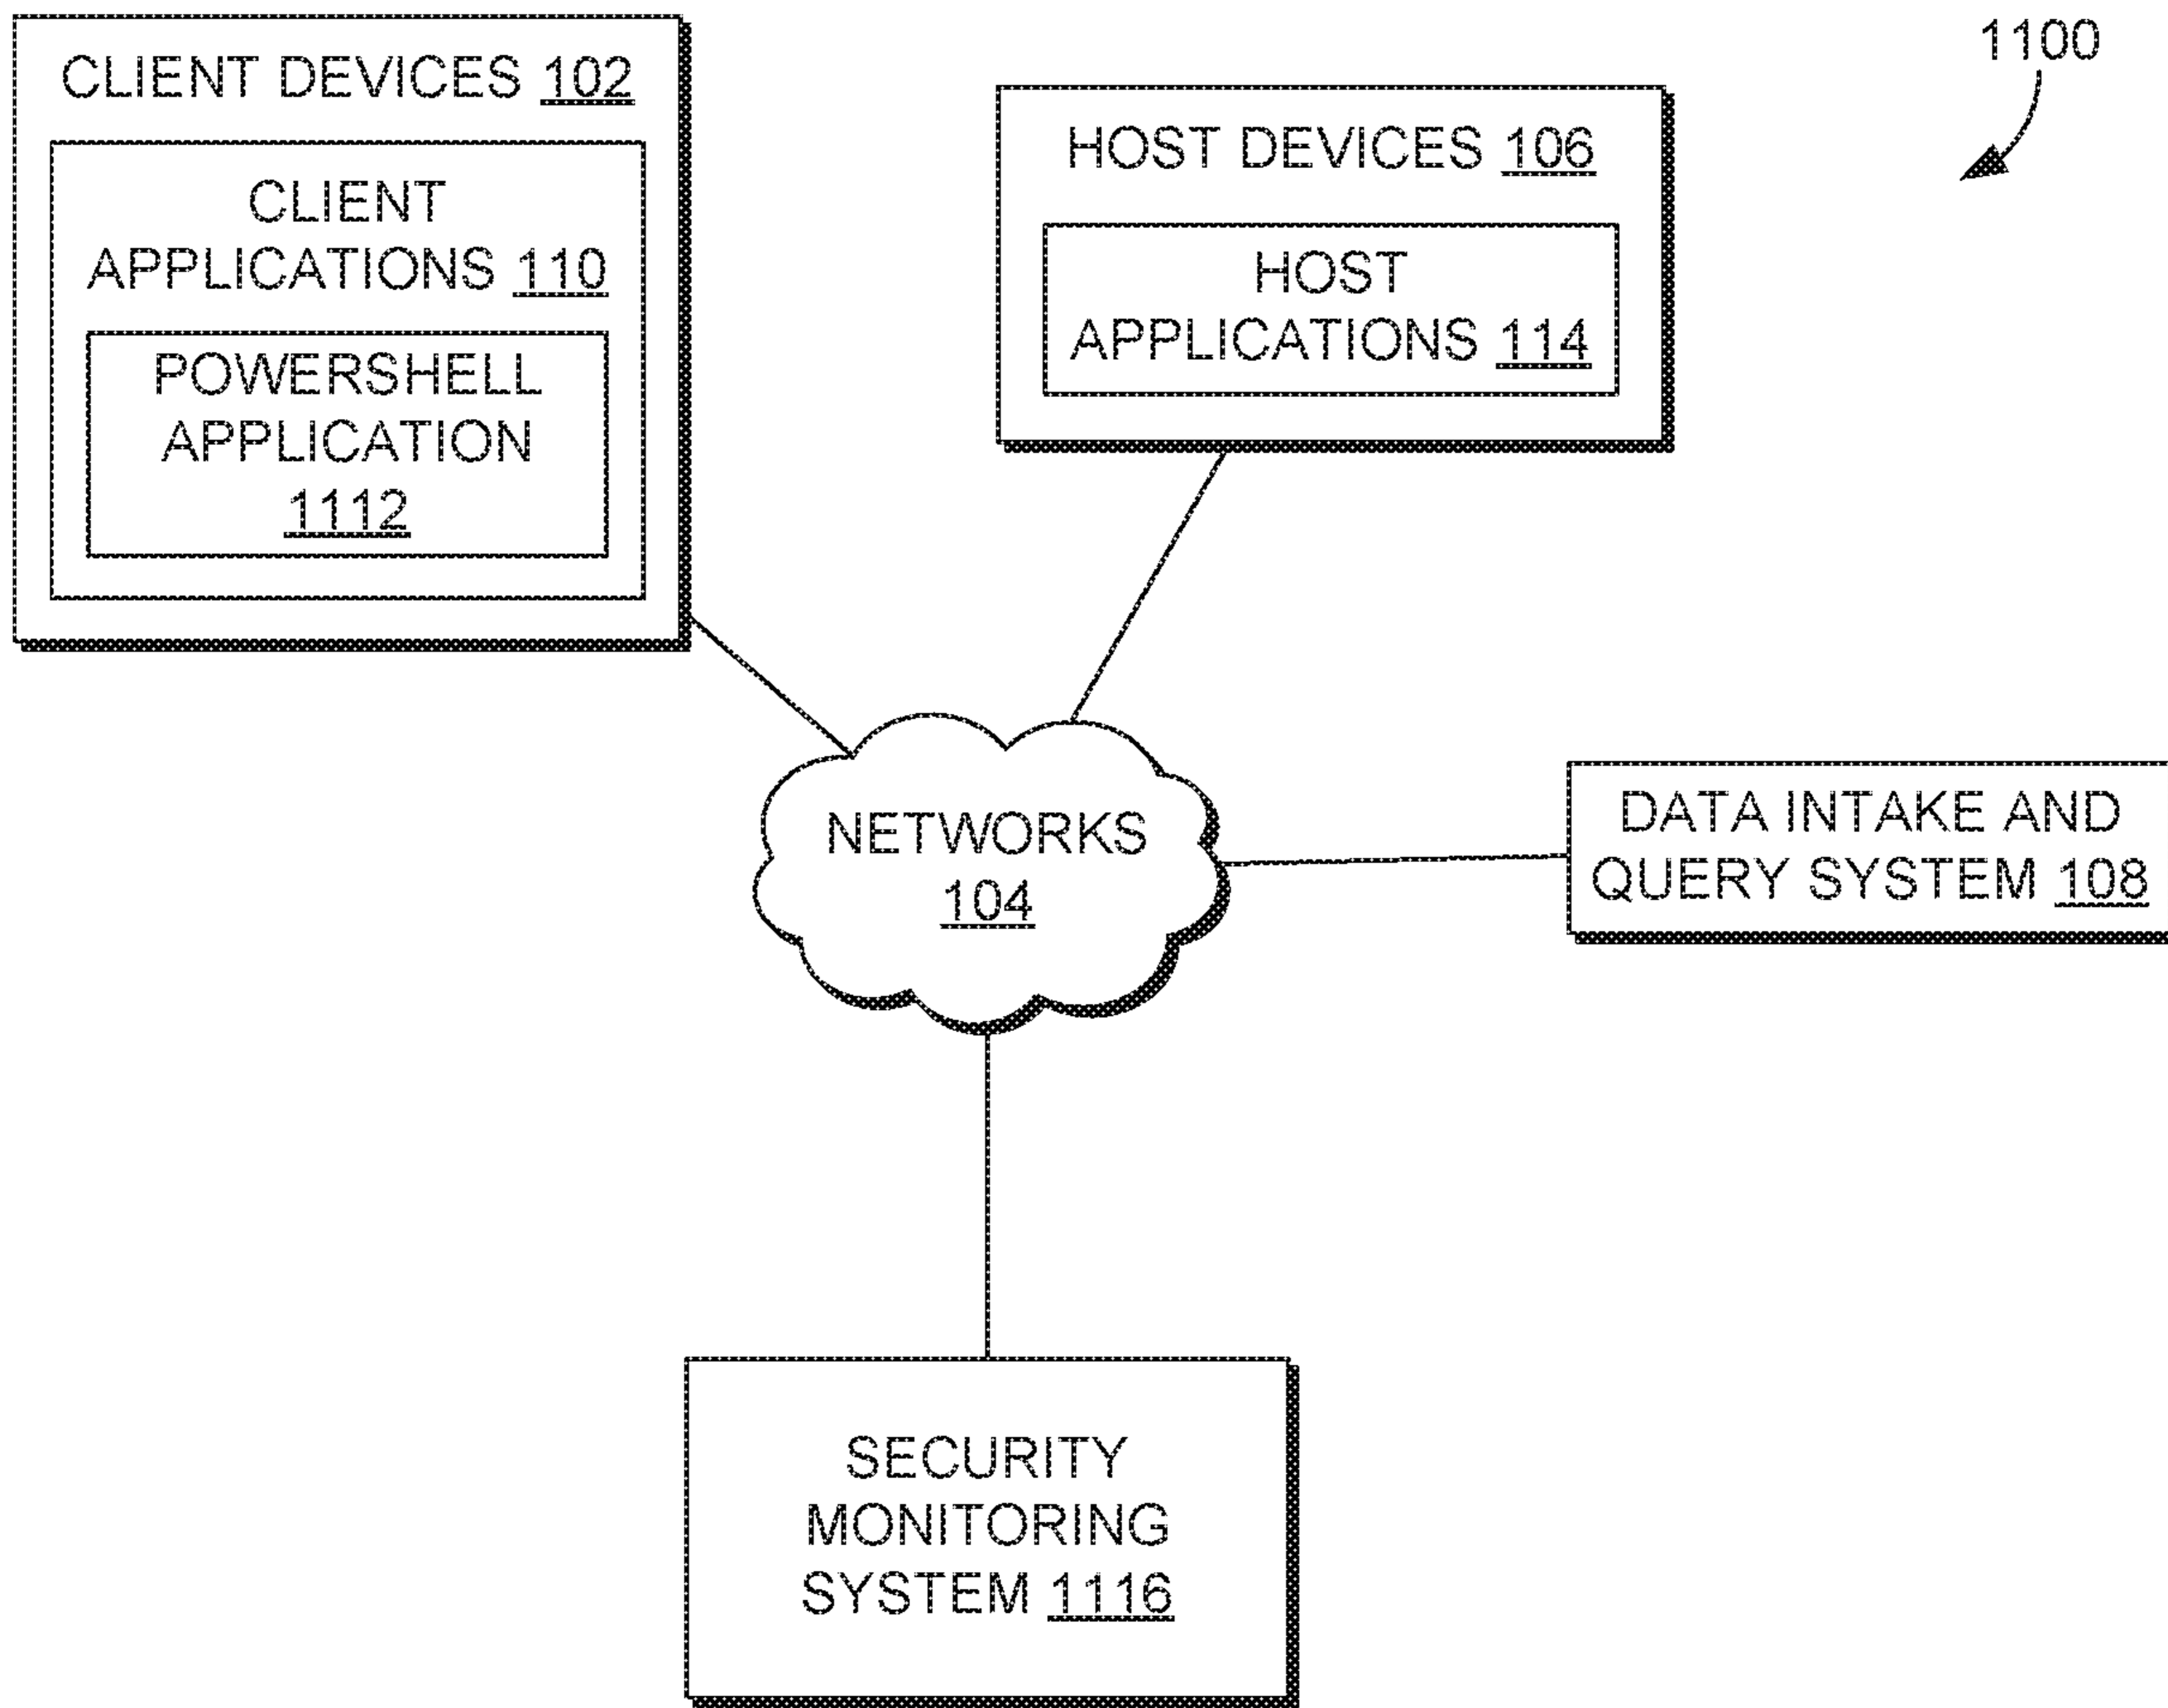 CLIENT DEVICES 102
CLIENT
APPLICATIONS 110
POWERSHELL
APPLICATION
1112
1100
HOST DEVICES 106
HOST
APPLICATIONS 114
NETWORKS
104
DATA INTAKE AND
QUERY SYSTEM 108
SECURITY
MONITORING
SYSTEM 1116